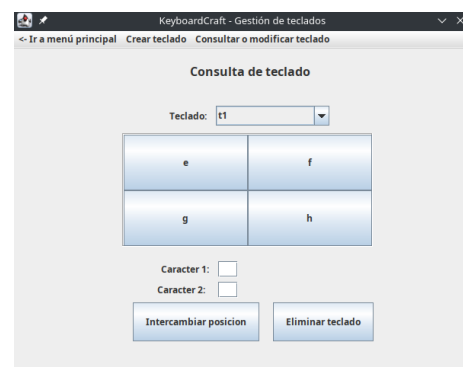 KeyboardCraft - Gestión de teclados
<- Ir a menú principal Crear teclado Consultar o modificar teclado
Consulta de teclado
Teclado: t1
e f
g h
Caracter 1:
Caracter 2:
Intercambiar posicion Eliminar teclado